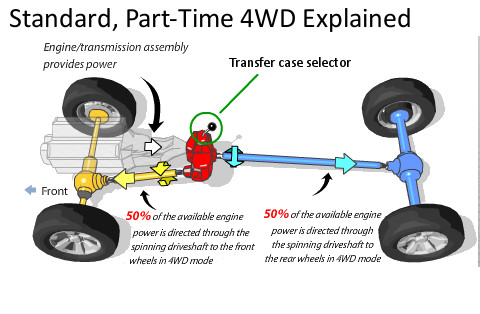 Standard, Part-Time 4WD Explained
Engine/transmission assembly
provides power
Transfer case selector
Front
50% of the available engine
power is directed through the
spinning driveshaft to the front
wheels in 4WD mode
50% of the available engine
power is directed through
the spinning driveshaft to
the rear wheels in 4WD mode